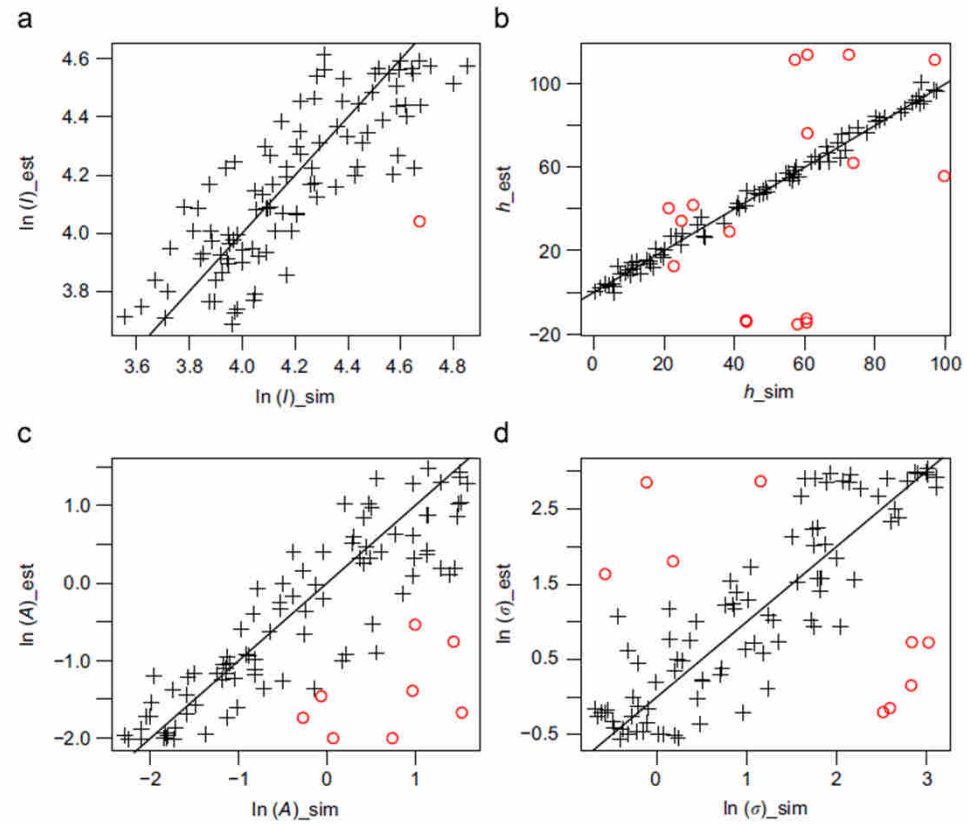 a
4.6
4.4
4.2
4.0
3.8
ln (I)_est
3.6 4.0 4.2 4.4 4.6 4.8
ln (I)_sim
b
100
60
20
−20
h_est
0 20 40 60 80 100
h_sim
c
1.0
0.0
−1.0
−2.0
ln (A)_est
−2 −1 0 1
ln (A)_sim
d
2.5
1.5
0.5
−0.5
ln (σ)_est
0 1 2 3
ln (σ)_sim